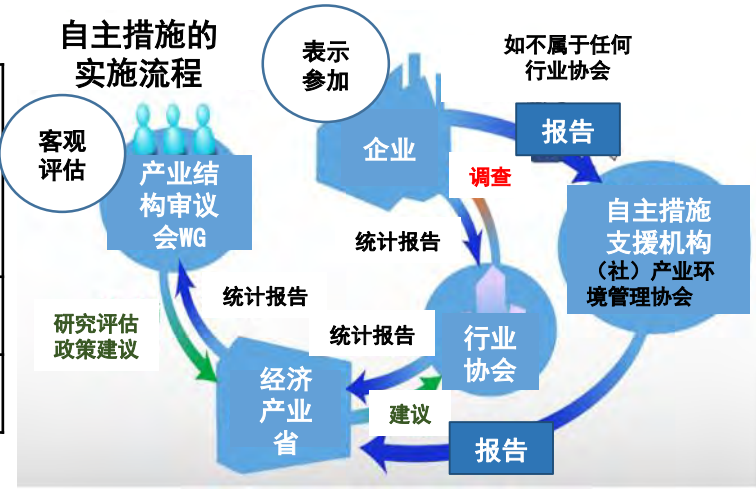 自主措施的
实施流程
表示
参加
如不属于任何
行业协会
客观
评估
产业结
构审议
会WG
企业
报告
调查
自主措施
支援机构
（社）产业环
境管理协会
统计报告
统计报告
统计报告
研究评估
政策建议
行业
协会
经济
产业
省
建议
报告